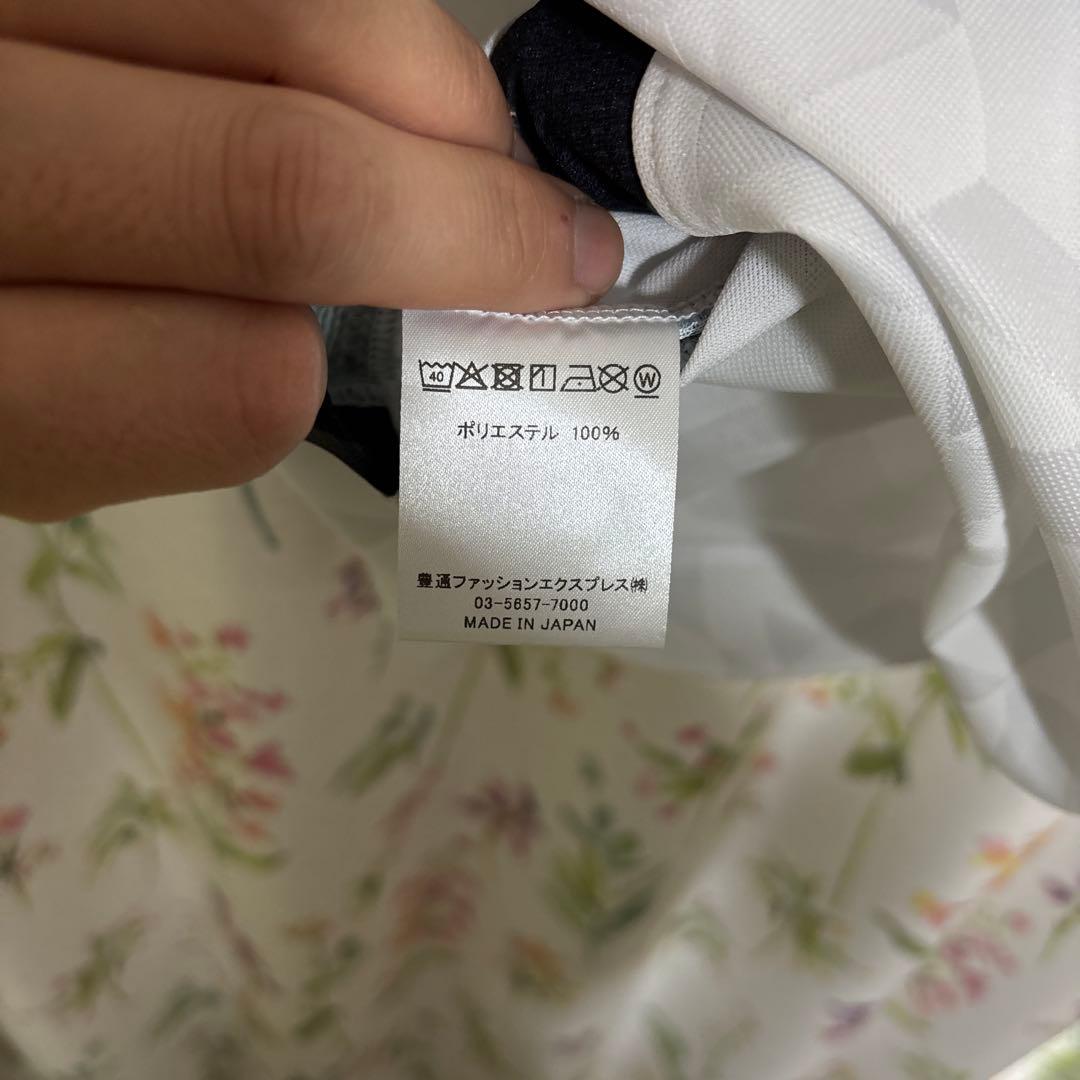 40 W
ポリエステル 100%
豊通ファッションエクスプレス㈱
03-5657-7000
MADE IN JAPAN